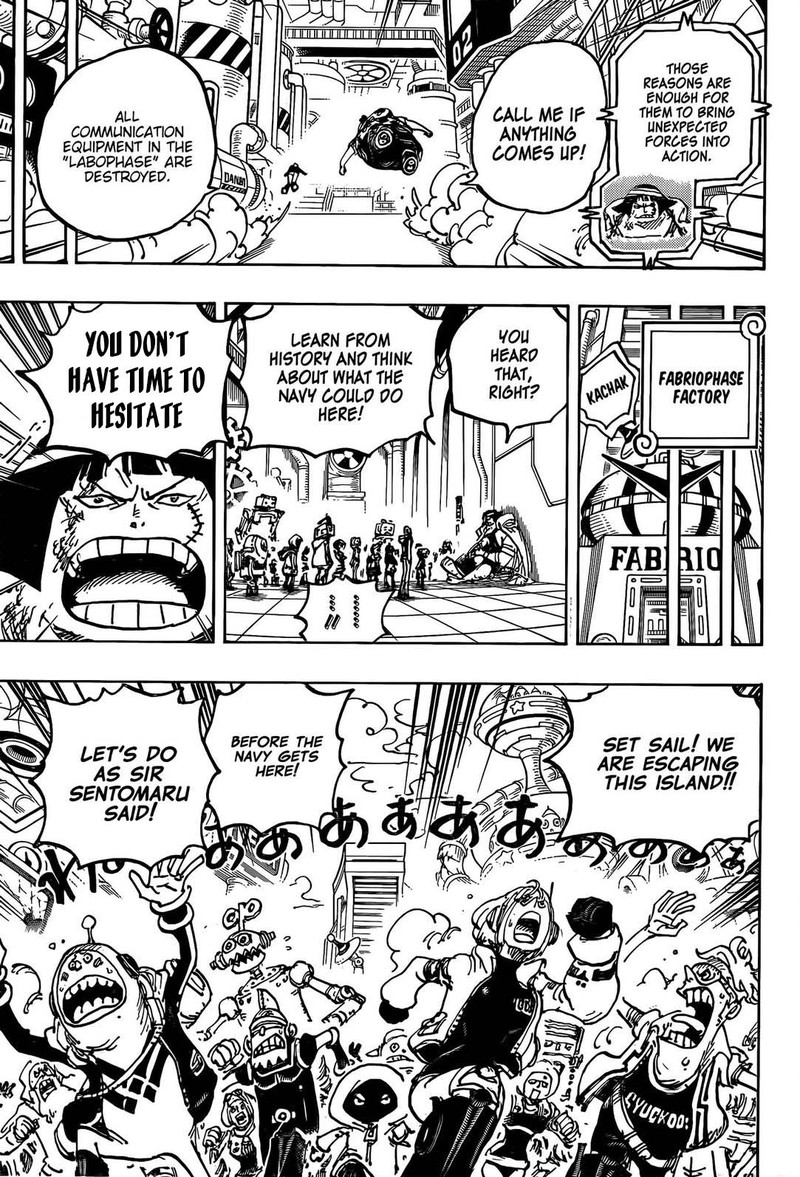 THOSE
REASONS ARE
ENOUGH FOR
THEM TO BRING
UNEXPECTED
FORCES INTO
ACTION.
02
CALL ME IF
ANYTHING
COMES UP!
ALL
COMMUNICATION
EQUIPMENT IN THE
"LABOPHASE" ARE
DESTROYED.
FABRIOPHASE
FACTORY
KACHAK
FABRIO
YOU
HEARD
THAT,
RIGHT?
LEARN FROM
HISTORY AND THINK
ABOUT WHAT THE
NAVY COULD DO
HERE!
YOU DON'T
HAVE TIME TO
HESITATE
SET SAIL! WE
ARE ESCAPING
THIS ISLAND!!
BEFORE THE
NAVY GETS
HERE!
LET'S DO
AS SIR
SENTOMARU
SAID!
ああああああああああ